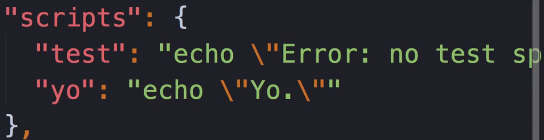 "scripts": {
"test": "echo \"Error: no test sp
"yo": "echo \"Yo.\""
},